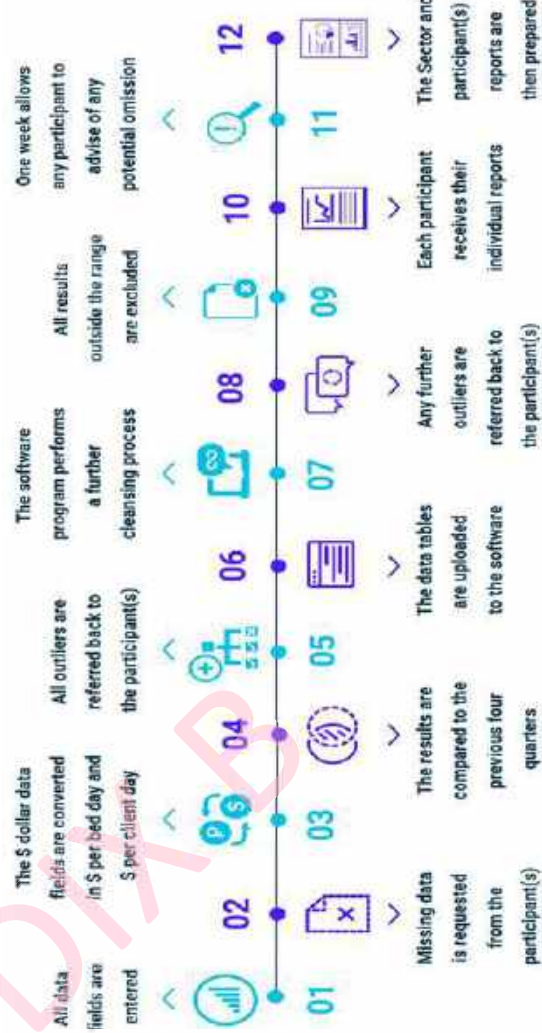 All data
fields are
entered
01
02
Missing data
is requested
from the
participant(s)
The $ dollar data
fields are converted
in $ per bed day and
$ per client day
03
04
The results are
compared to the
previous four
quarters
All outliers are
referred back to
the participant(s)
05
06
The data tables
are uploaded
to the software
The software
program performs
a further
cleansing process
07
08
Any further
outliers are
referred back to
the participant(s)
All results
outside the range
are excluded
09
10
Each participant
receives their
individual reports
One week allows
any participant to
advise of any
potential omission
11
12
The Sector and
participant(s)
reports are
then prepared
DIX B